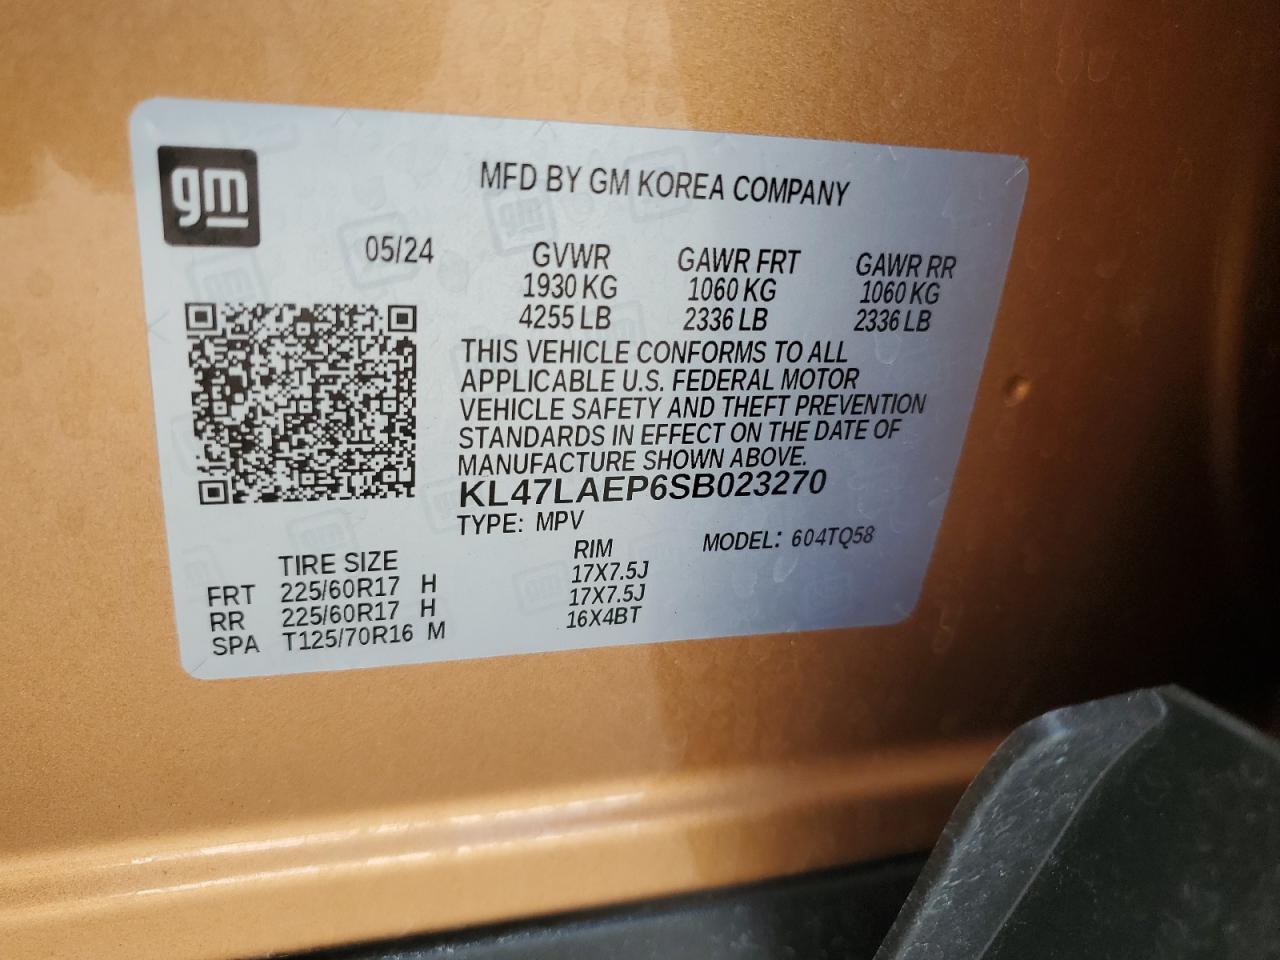 gm
MFD BY GM KOREA COMPANY
05/24
GVWR GAWR FRT GAWR RR
1930 KG 1060 KG 1060 KG
4255 LB 2336 LB 2336 LB
THIS VEHICLE CONFORMS TO ALL
APPLICABLE U.S. FEDERAL MOTOR
VEHICLE SAFETY AND THEFT PREVENTION
STANDARDS IN EFFECT ON THE DATE OF
MANUFACTURE SHOWN ABOVE.
KL47LAEP6SB023270
TYPE: MPV MODEL: 604TQ58
TIRE SIZE RIM
FRT 225/60R17 H 17X7.5J
RR 225/60R17 H 17X7.5J
SPA T125/70R16 M 16X4BT